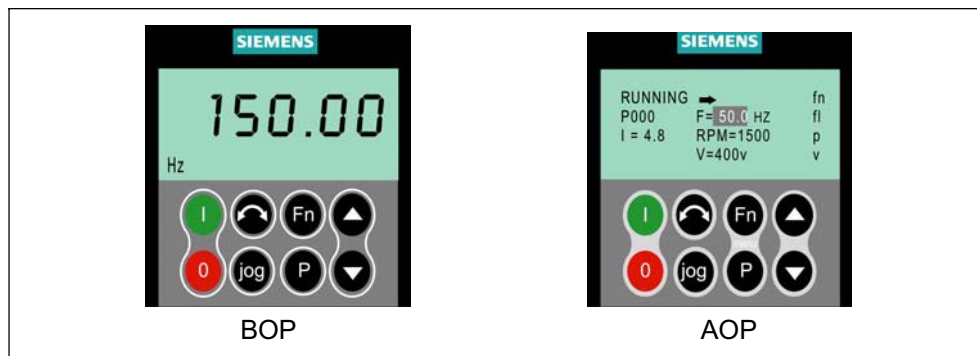 SIEMENS
150.00
Hz
I
Fn
0
jog
P
BOP
SIEMENS
RUNNING fn
P000 F= 50.0 HZ fl
I = 4.8 RPM=1500 p
V=400v v
I
Fn
menu
0
jog
P
AOP